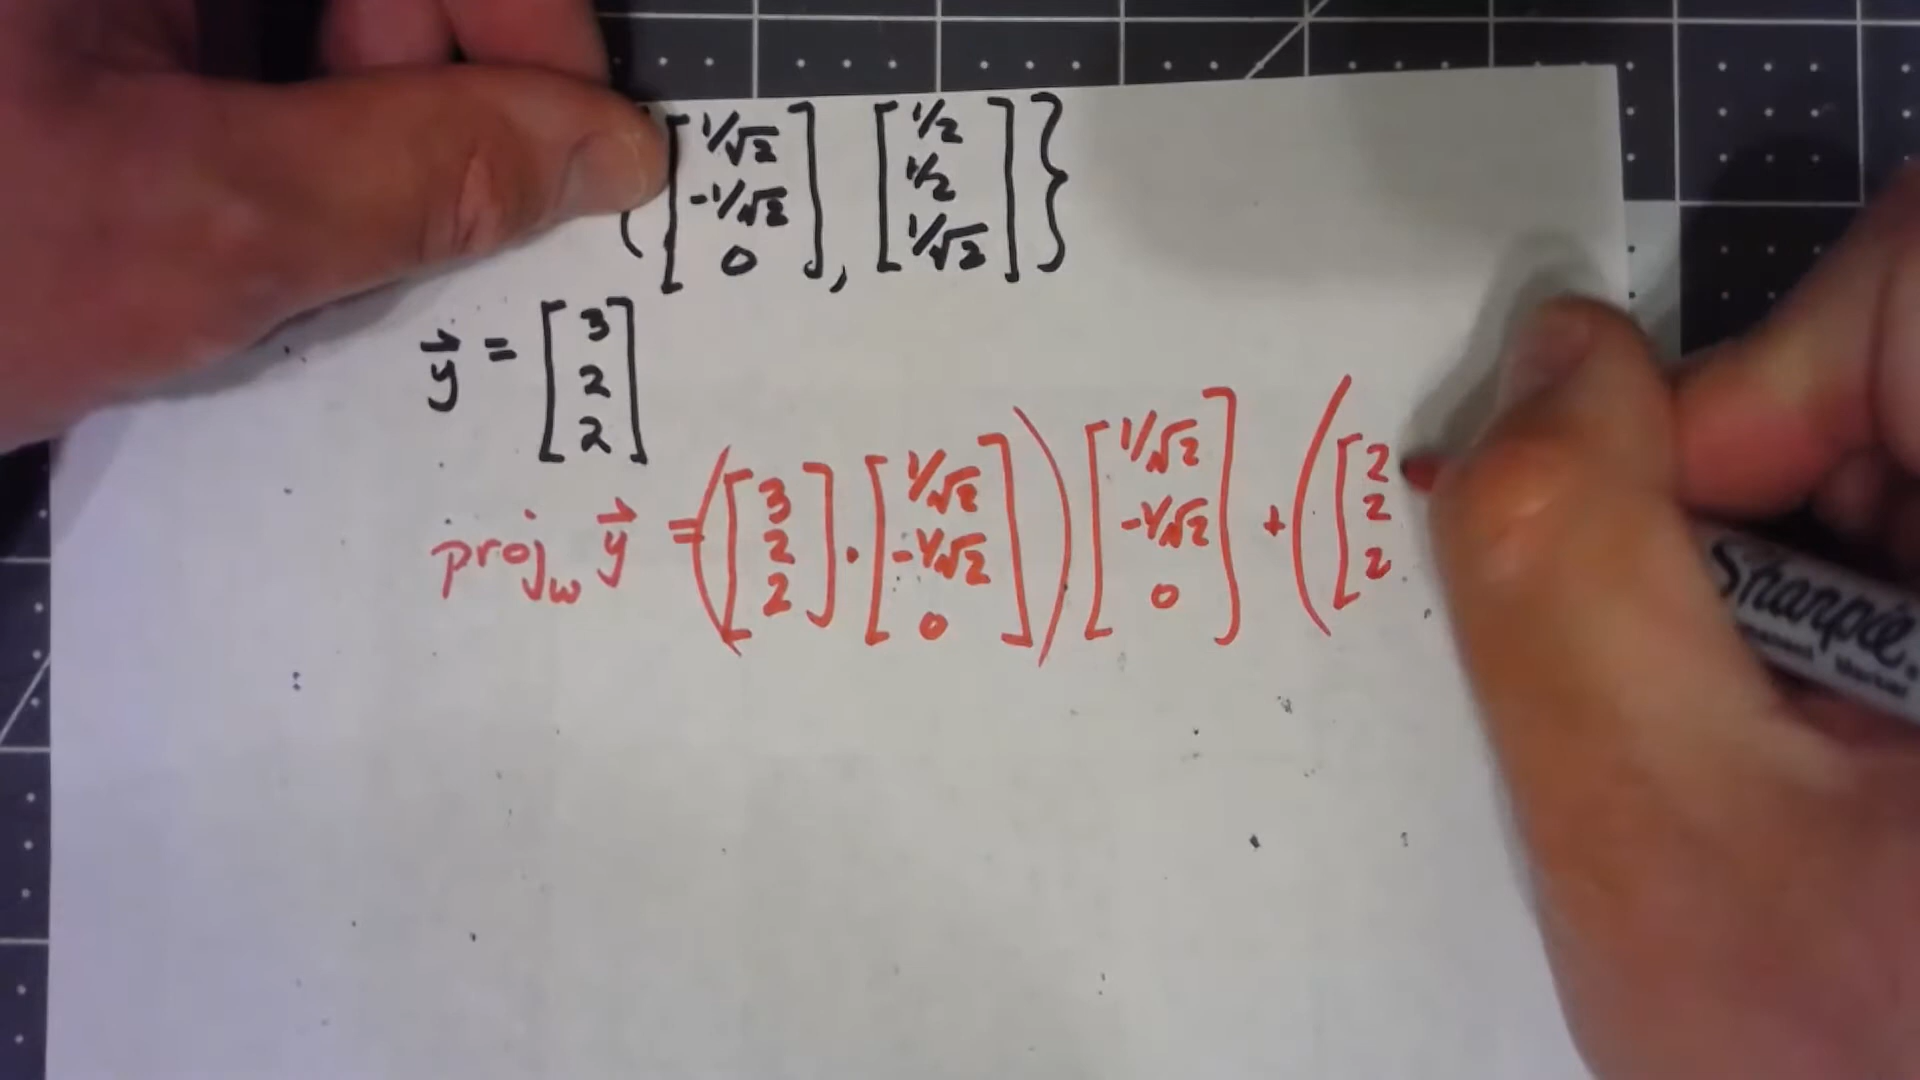 {[1/√2 -1/√2 0], [1/2 1/2 1/√2]}
y⃗ = [3 2 2]
proj_w y⃗ = ([3 2 2] · [1/√2 -1/√2 0]) [1/√2 -1/√2 0] + ([2 2 2
Sharpie